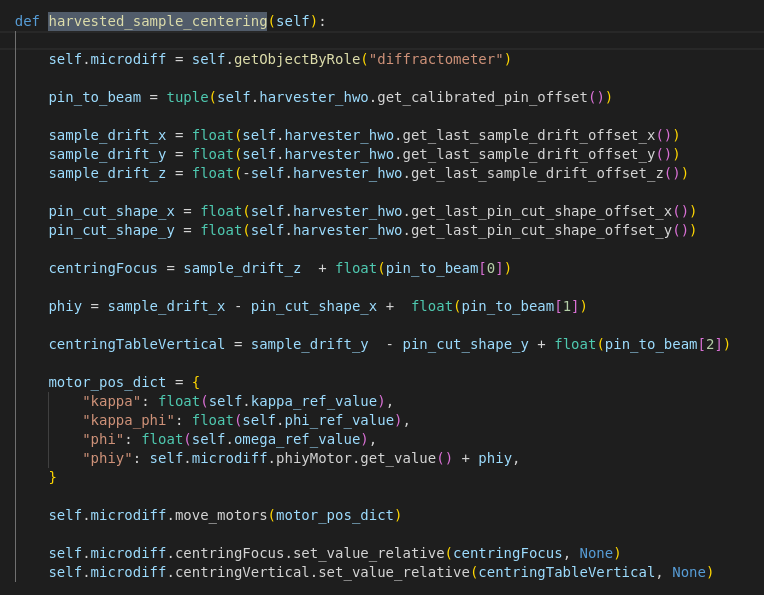 def harvested_sample_centering(self):
self.microdiff = self.getObjectByRole("diffractometer")
pin_to_beam = tuple(self.harvester_hwo.get_calibrated_pin_offset())
sample_drift_x = float(self.harvester_hwo.get_last_sample_drift_offset_x())
sample_drift_y = float(self.harvester_hwo.get_last_sample_drift_offset_y())
sample_drift_z = float(-self.harvester_hwo.get_last_sample_drift_offset_z())
pin_cut_shape_x = float(self.harvester_hwo.get_last_pin_cut_shape_offset_x())
pin_cut_shape_y = float(self.harvester_hwo.get_last_pin_cut_shape_offset_y())
centringFocus = sample_drift_z  + float(pin_to_beam[0])
phiy = sample_drift_x - pin_cut_shape_x +  float(pin_to_beam[1])
centringTableVertical = sample_drift_y  - pin_cut_shape_y + float(pin_to_beam[2])
motor_pos_dict = {
    "kappa": float(self.kappa_ref_value),
    "kappa_phi": float(self.phi_ref_value),
    "phi": float(self.omega_ref_value),
    "phiy": self.microdiff.phiyMotor.get_value() + phiy,
}
self.microdiff.move_motors(motor_pos_dict)
self.microdiff.centringFocus.set_value_relative(centringFocus, None)
self.microdiff.centringVertical.set_value_relative(centringTableVertical, None)